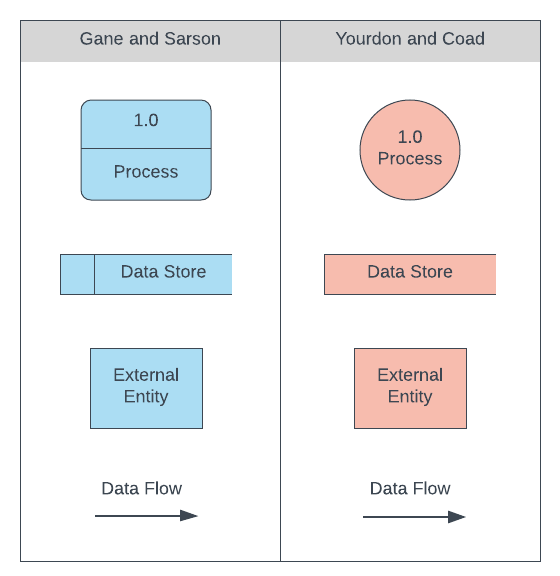 Gane and Sarson
Yourdon and Coad
1.0
Process
1.0
Process
Data Store
Data Store
External
Entity
External
Entity
Data Flow
Data Flow